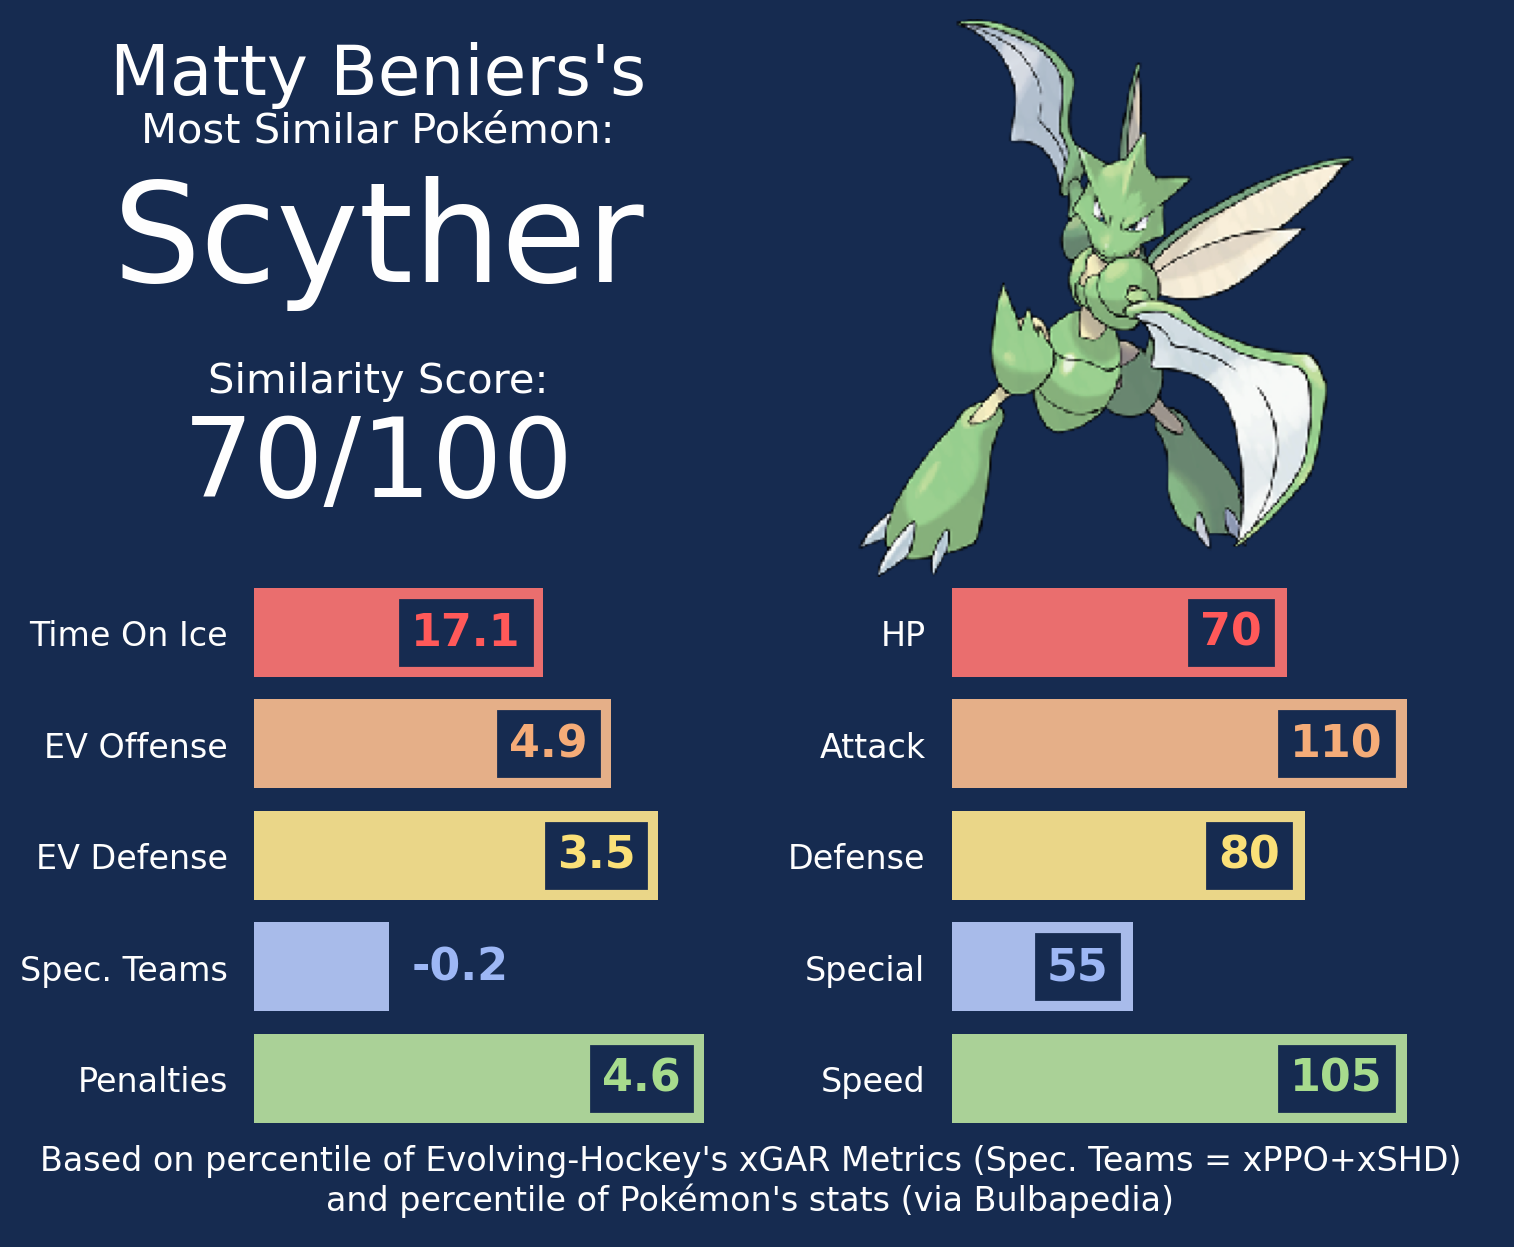 Matty Beniers's
Most Similar Pokémon:
Scyther
Similarity Score:
70/100
Time On Ice 17.1
EV Offense 4.9
EV Defense 3.5
Spec. Teams -0.2
Penalties 4.6
HP 70
Attack 110
Defense 80
Special 55
Speed 105
Based on percentile of Evolving-Hockey's xGAR Metrics (Spec. Teams = xPPO+xSHD)
and percentile of Pokémon's stats (via Bulbapedia)